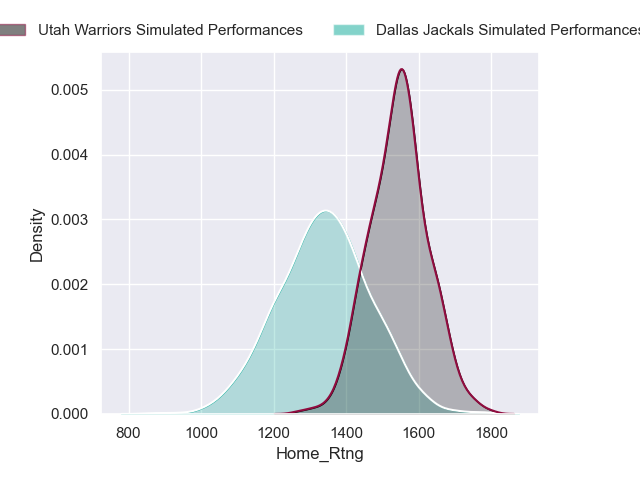 Utah Warriors Simulated Performances Dallas Jackals Simulated Performances
0.005
0.004
0.003
0.002
0.001
0.000
Density
800 1000 1200 1400 1600 1800
Home_Rtng